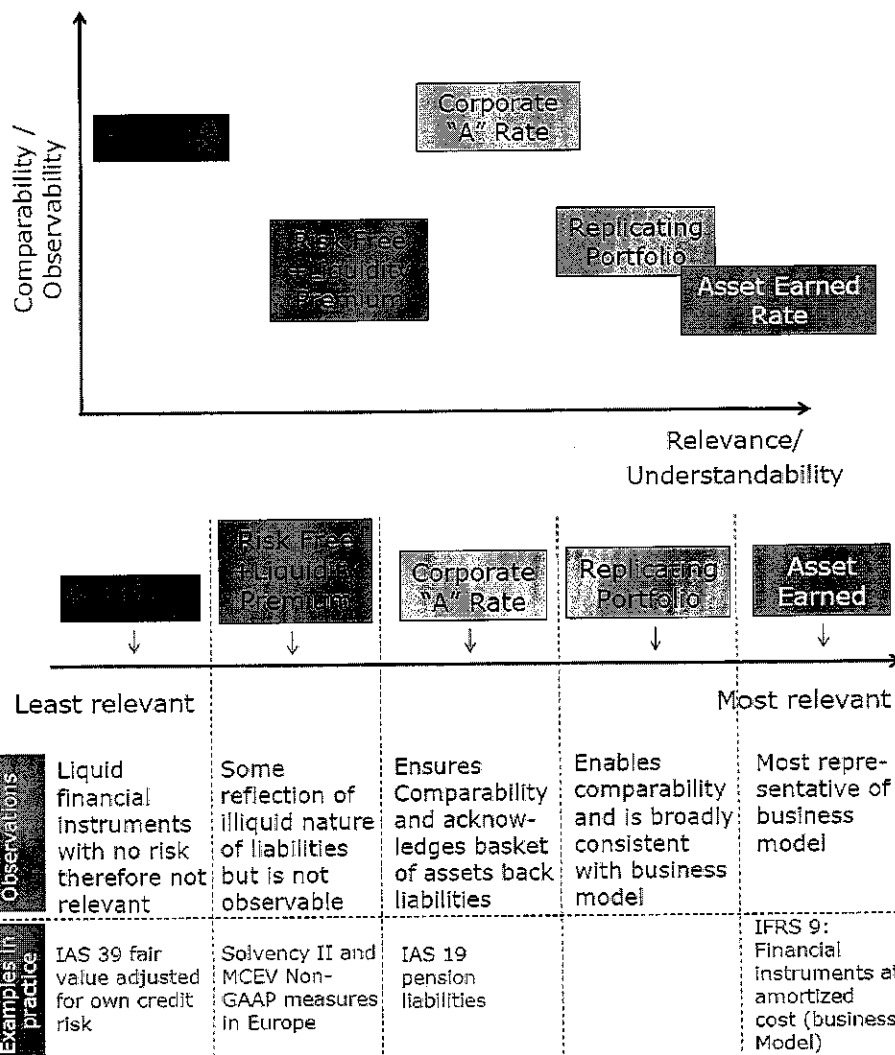 Comparability /
Observability
Corporate
"A" Rate
Risk Free
Liquidity
Premium
Replicating
Portfolio
Asset Earned
Rate
Relevance/
Understandability
Risk Free
+Liquidity
Premium
Corporate
"A" Rate
Replicating
Portfolio
Asset
Earned
Least relevant
Most relevant
Observations
Liquid
financial
instruments
with no risk
therefore not
relevant
Some
reflection of
illiquid nature
of liabilities
but is not
observable
Ensures
Comparability
and acknow-
ledges basket
of assets back
liabilities
Enables
comparability
and is broadly
consistent
with business
model
Most repre-
sentative of
business
model
Examples in
practice
IAS 39 fair
value adjusted
for own credit
risk
Solvency II and
MCEV Non-
GAAP measures
in Europe
IAS 19
pension
liabilities
IFRS 9:
Financial
instruments at
amortized
cost (business
Model)